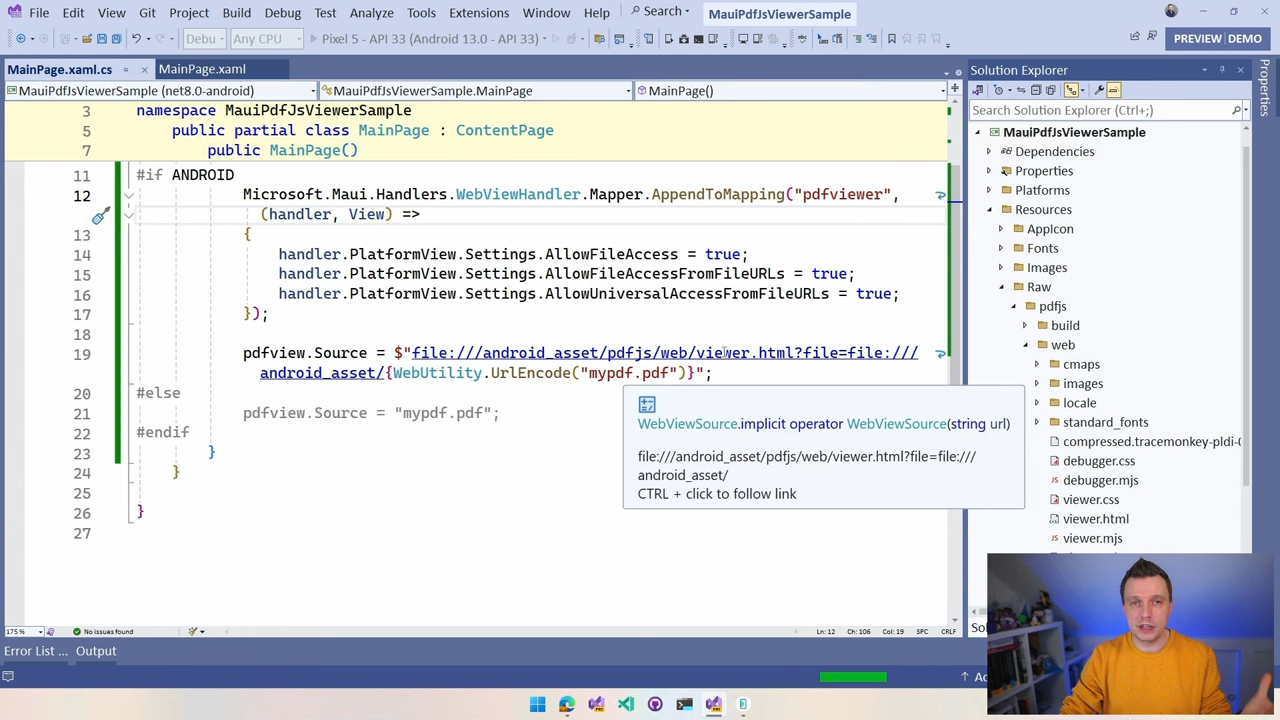 File Edit View Git Project Build Debug Test Analyze Tools Extensions Window Help Search MauiPdfJsViewerSample
Debu Any CPU Pixel 5 - API 33 (Android 13.0 - API 33) PREVIEW | DEMO
MainPage.xaml.cs MainPage.xaml
MauiPdfJsViewerSample (net8.0-android) MauiPdfJsViewerSample.MainPage MainPage()
3 namespace MauiPdfJsViewerSample
5 public partial class MainPage : ContentPage
7 public MainPage()
11 #if ANDROID
12 Microsoft.Maui.Handlers.WebViewHandler.Mapper.AppendToMapping("pdfviewer",
(handler, View) =>
13 {
14 handler.PlatformView.Settings.AllowFileAccess = true;
15 handler.PlatformView.Settings.AllowFileAccessFromFileURLs = true;
16 handler.PlatformView.Settings.AllowUniversalAccessFromFileURLs = true;
17 });
18
19 pdfview.Source = $"file:///android_asset/pdfjs/web/viewer.html?file=file:///
android_asset/{WebUtility.UrlEncode("mypdf.pdf")}";
20 #else
21 pdfview.Source = "mypdf.pdf";
22 #endif
23 }
24 }
25
26 }
27
WebViewSource.implicit operator WebViewSource(string url)
file:///android_asset/pdfjs/web/viewer.html?file=file:///
android_asset/
CTRL + click to follow link
175 % No issues found Ln: 12 Ch: 106 Col: 19 SPC CRLF
Error List ... Output
Solution Explorer
Search Solution Explorer (Ctrl+;)
MauiPdfJsViewerSample
Dependencies
Properties
Platforms
Resources
AppIcon
Fonts
Images
Raw
pdfjs
build
web
cmaps
images
locale
standard_fonts
compressed.tracemonkey-pldi-0
debugger.css
debugger.mjs
viewer.css
viewer.html
viewer.mjs
Properties